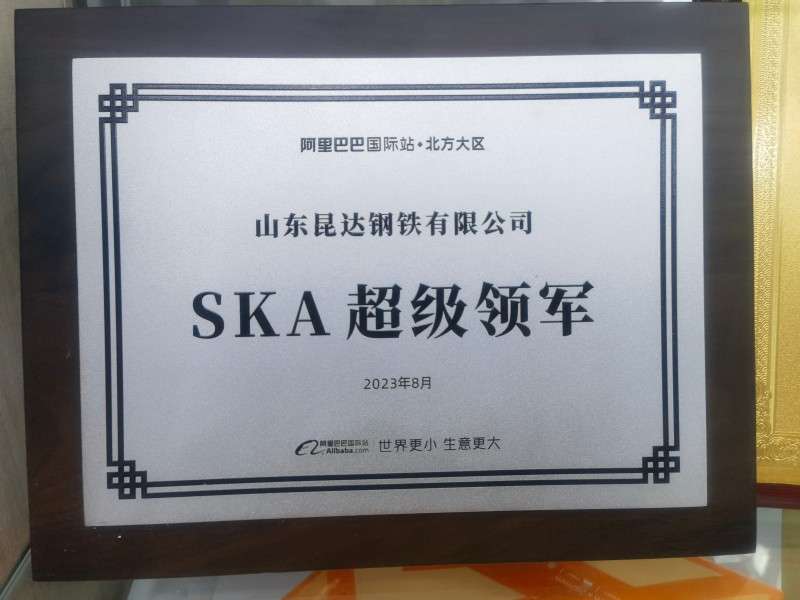 阿里巴巴国际站·北方大区
山东昆达钢铁有限公司
SKA 超级领军
2023年8月
阿里巴巴国际站
Alibaba.com
世界更小 生意更大